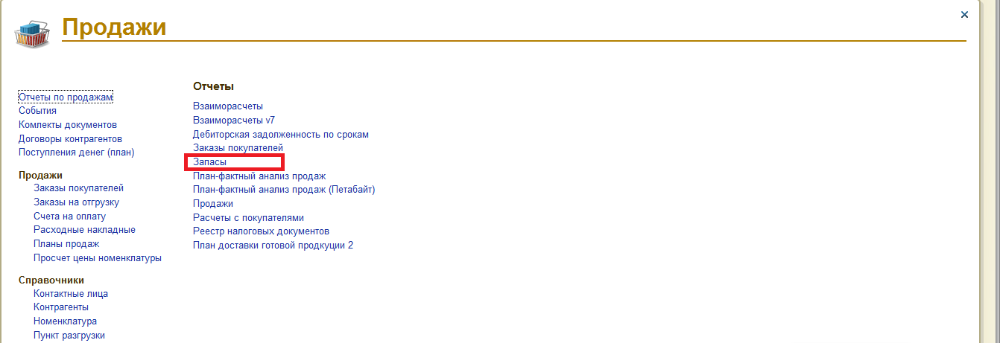 Продажи
Отчеты по продажам
События
Комлекты документов
Договоры контрагентов
Поступления денег (план)
Продажи
Заказы покупателей
Заказы на отгрузку
Счета на оплату
Расходные накладные
Планы продаж
Просчет цены номенклатуры
Справочники
Контактные лица
Контрагенты
Номенклатура
Пункт разгрузки
Отчеты
Взаиморасчеты
Взаиморасчеты v7
Дебиторская задолженность по срокам
Заказы покупателей
Запасы
План-фактный анализ продаж
План-фактный анализ продаж (Петабайт)
Продажи
Расчеты с покупателями
Реестр налоговых документов
План доставки готовой продкуции 2